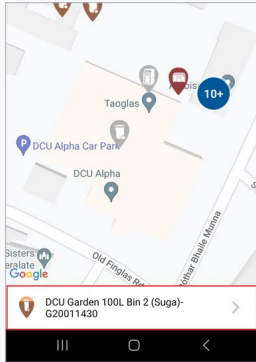 10+
Taoglas
P
DCU Alpha Car Park
DCU Alpha
Sisters
Old Finglas Rd
Bóthar Bhaile Munna
Google
DCU Garden 100L Bin 2 (Suga)-
G20011430